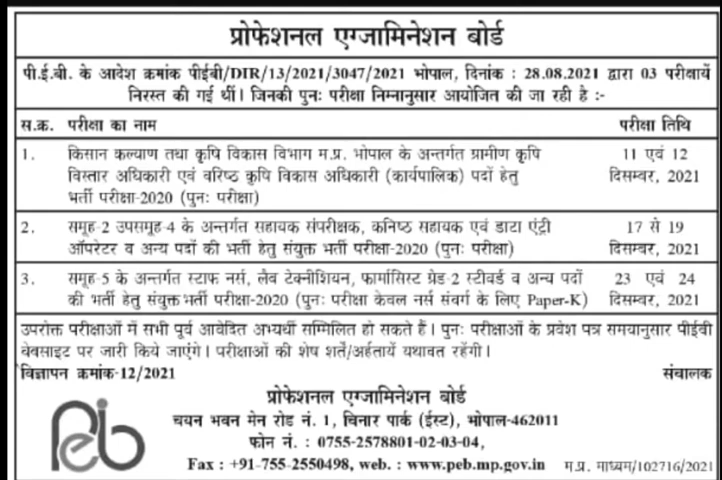 प्रोफेशनल एग्जामिनेशन बोर्ड
पी.ई.बी. के आदेश क्रमांक पीईबी/DIR/13/2021/3047/2021 भोपाल, दिनांक : 28.08.2021 द्वारा 03 परीक्षायें
निरस्त की गई थीं। जिनकी पुनः परीक्षा निम्नानुसार आयोजित की जा रही है :-
स.क्र. परीक्षा का नाम परीक्षा तिथि
1. किसान कल्याण तथा कृषि विकास विभाग म.प्र. भोपाल के अन्तर्गत ग्रामीण कृषि 11 एवं 12
विस्तार अधिकारी एवं वरिष्ठ कृषि विकास अधिकारी (कार्यपालिक) पदों हेतु दिसम्बर, 2021
भर्ती परीक्षा-2020 (पुनः परीक्षा)
2. समूह-2 उपसमूह-4 के अन्तर्गत सहायक संपरीक्षक, कनिष्ठ सहायक एवं डाटा एंट्री 17 से 19
ऑपरेटर व अन्य पदों की भर्ती हेतु संयुक्त भर्ती परीक्षा-2020 (पुनः परीक्षा) दिसम्बर, 2021
3. समूह-5 के अन्तर्गत स्टाफ नर्स, लैब टेक्नीशियन, फार्मासिस्ट ग्रेड-2 स्टीवर्ड व अन्य पदों 23 एवं 24
की भर्ती हेतु संयुक्त भर्ती परीक्षा-2020 (पुनः परीक्षा केवल नर्स संवर्ग के लिए Paper-K) दिसम्बर, 2021
उपरोक्त परीक्षाओं में सभी पूर्व आवेदित अभ्यर्थी सम्मिलित हो सकते हैं। पुनः परीक्षाओं के प्रवेश पत्र समयानुसार पीईबी
वेबसाइट पर जारी किये जाएंगे। परीक्षाओं की शेष शर्तें/अर्हतायें यथावत रहेंगी।
विज्ञापन क्रमांक-12/2021 संचालक
प्रोफेशनल एग्जामिनेशन बोर्ड
चयन भवन मेन रोड नं. 1, चिनार पार्क (ईस्ट), भोपाल-462011
फोन नं. : 0755-2578801-02-03-04,
Fax : +91-755-2550498, web. : www.peb.mp.gov.in म.प्र. माध्यम/102716/2021
Peb